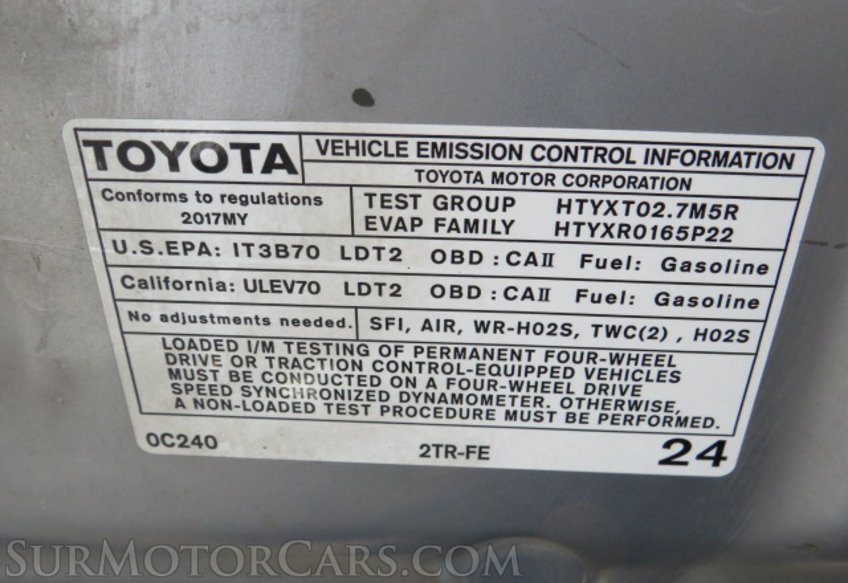 TOYOTA
VEHICLE EMISSION CONTROL INFORMATION
TOYOTA MOTOR CORPORATION
Conforms to regulations
2017MY
TEST GROUP HTYXT02.7M5R
EVAP FAMILY HTYXR0165P22
U.S.EPA: IT3B70 LDT2 OBD : CAII Fuel: Gasoline
California: ULEV70 LDT2 OBD : CAII Fuel: Gasoline
No adjustments needed.
SFI, AIR, WR-HO2S, TWC(2) , HO2S
LOADED I/M TESTING OF PERMANENT FOUR-WHEEL
DRIVE OR TRACTION CONTROL-EQUIPPED VEHICLES
MUST BE CONDUCTED ON A FOUR-WHEEL DRIVE
SPEED SYNCHRONIZED DYNAMOMETER. OTHERWISE,
A NON-LOADED TEST PROCEDURE MUST BE PERFORMED.
0C240
2TR-FE
24
SURMOTORCARS.COM